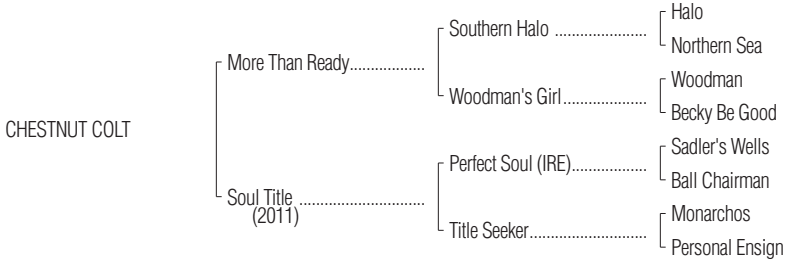 Halo
Southern Halo ......................
Northern Sea
More Than Ready..................
Woodman
Woodman's Girl....................
Becky Be Good
CHESTNUT COLT
Sadler's Wells
Perfect Soul (IRE)..................
Ball Chairman
Soul Title ..............................
(2011)
Monarchos
Title Seeker............................
Personal Ensign